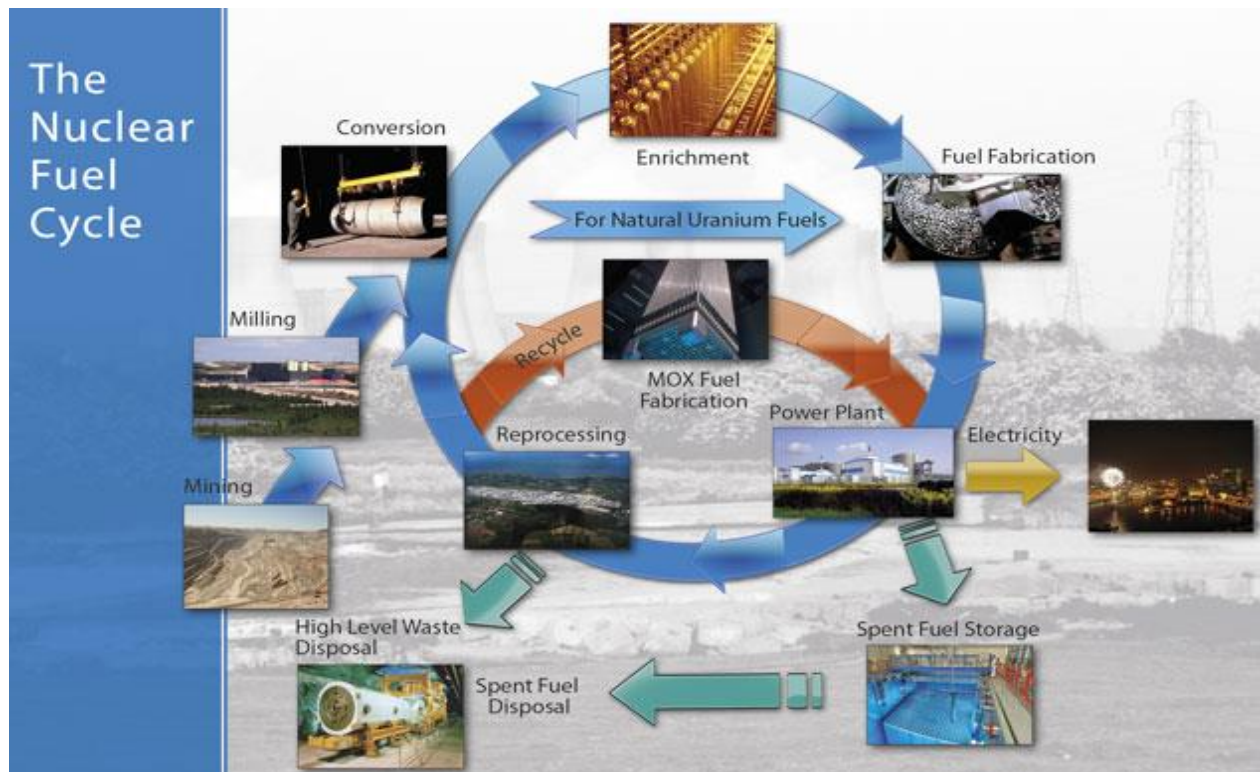 The
Nuclear
Fuel
Cycle
Conversion
Enrichment
Fuel Fabrication
For Natural Uranium Fuels
Milling
Recycle
MOX Fuel
Fabrication
Power Plant
Reprocessing
Electricity
Mining
High Level Waste
Disposal
Spent Fuel
Disposal
Spent Fuel Storage